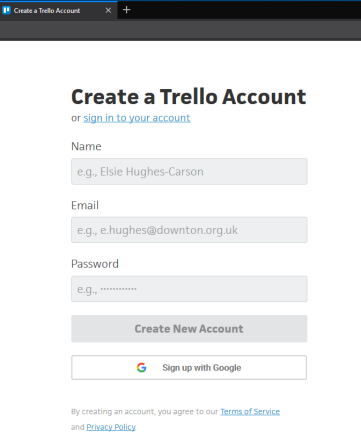 Create a Trello Account
Create a Trello Account
or sign in to your account
Name
e.g., Elsie Hughes-Carson
Email
e.g., e.hughes@downton.org.uk
Password
e.g., ••••••••••••
Create New Account
Sign up with Google
By creating an account, you agree to our Terms of Service
and Privacy Policy